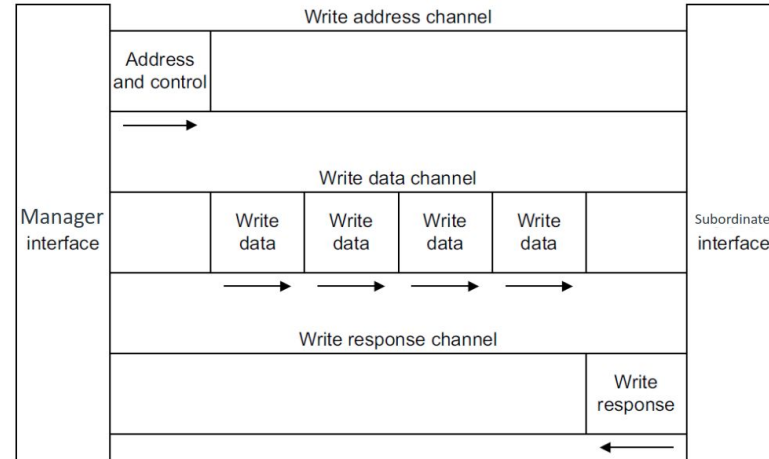 Write address channel
Address
and control
Write data channel
Manager
interface
Write
data
Write
data
Write
data
Write
data
Subordinate
interface
Write response channel
Write
response